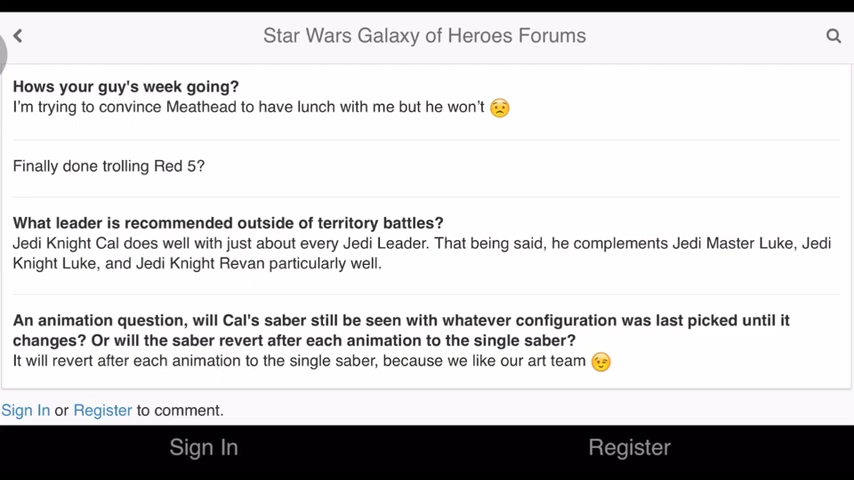 Star Wars Galaxy of Heroes Forums
Hows your guy's week going?
I'm trying to convince Meathead to have lunch with me but he won't 😟
Finally done trolling Red 5?
What leader is recommended outside of territory battles?
Jedi Knight Cal does well with just about every Jedi Leader. That being said, he complements Jedi Master Luke, Jedi
Knight Luke, and Jedi Knight Revan particularly well.
An animation question, will Cal's saber still be seen with whatever configuration was last picked until it
changes? Or will the saber revert after each animation to the single saber?
It will revert after each animation to the single saber, because we like our art team 😉
Sign In or Register to comment.
Sign In
Register